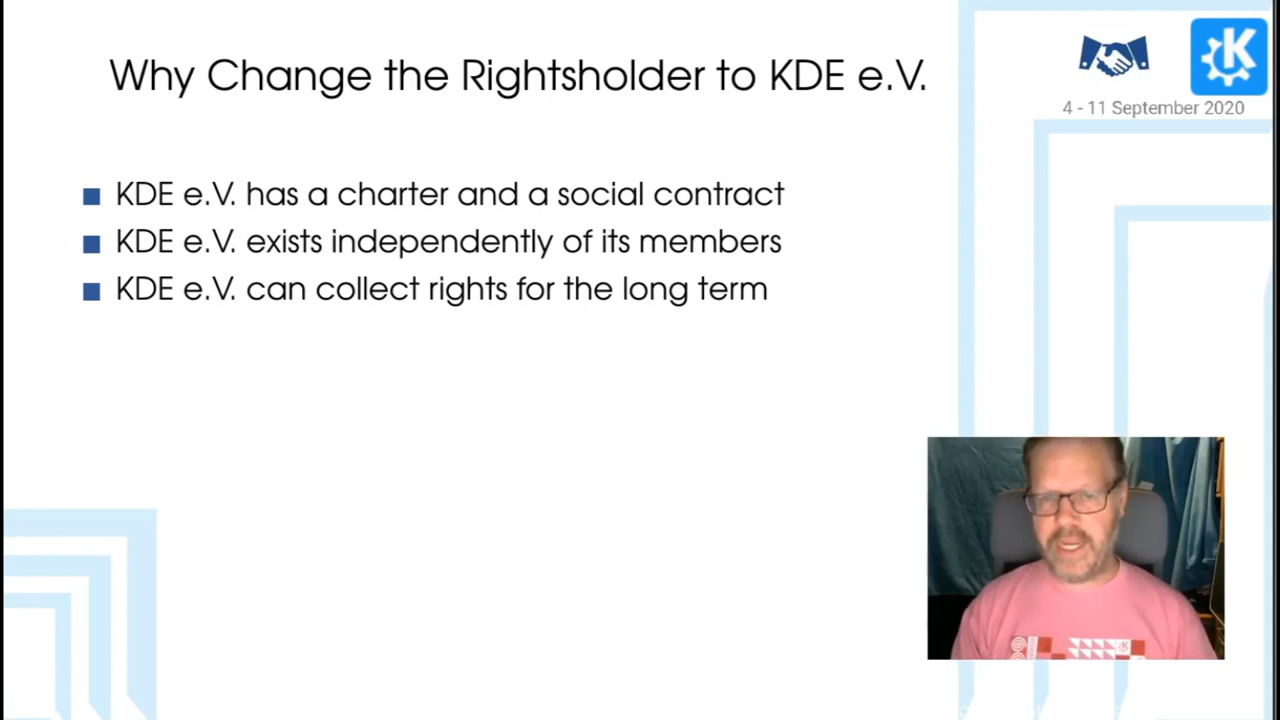 Why Change the Rightsholder to KDE e.V.
4 - 11 September 2020
KDE e.V. has a charter and a social contract
KDE e.V. exists independently of its members
KDE e.V. can collect rights for the long term